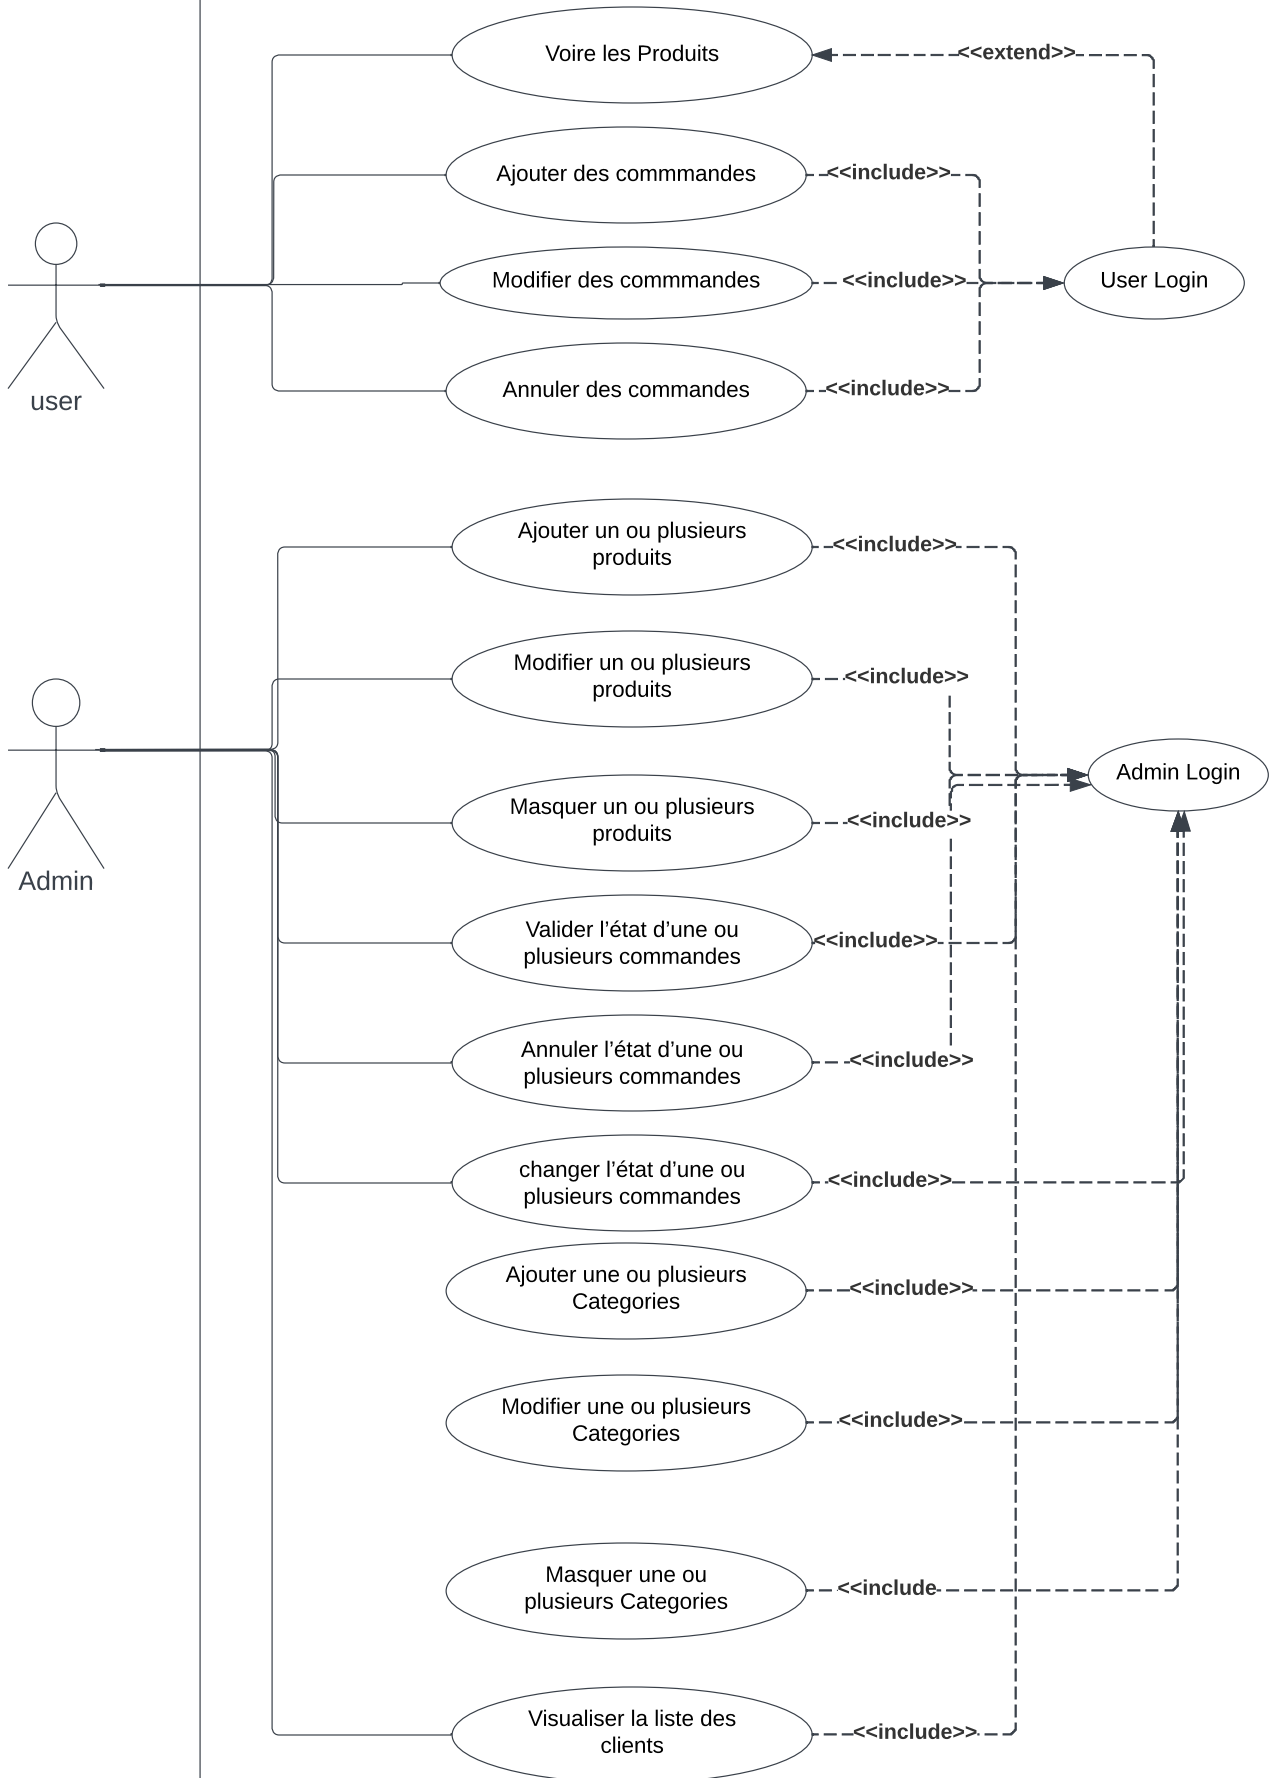 Voire les Produits
<<extend>>
Ajouter des commmandes
<<include>>
Modifier des commmandes
<<include>>
User Login
Annuler des commandes
<<include>>
user
Ajouter un ou plusieurs
produits
<<include>>
Modifier un ou plusieurs
produits
<<include>>
Admin Login
Masquer un ou plusieurs
produits
<<include>>
Admin
Valider l’état d’une ou
plusieurs commandes
<<include>>
Annuler l’état d’une ou
plusieurs commandes
<<include>>
changer l’état d’une ou
plusieurs commandes
<<include>>
Ajouter une ou plusieurs
Categories
<<include>>
Modifier une ou plusieurs
Categories
<<include>>
Masquer une ou
plusieurs Categories
<<include
Visualiser la liste des
clients
<<include>>